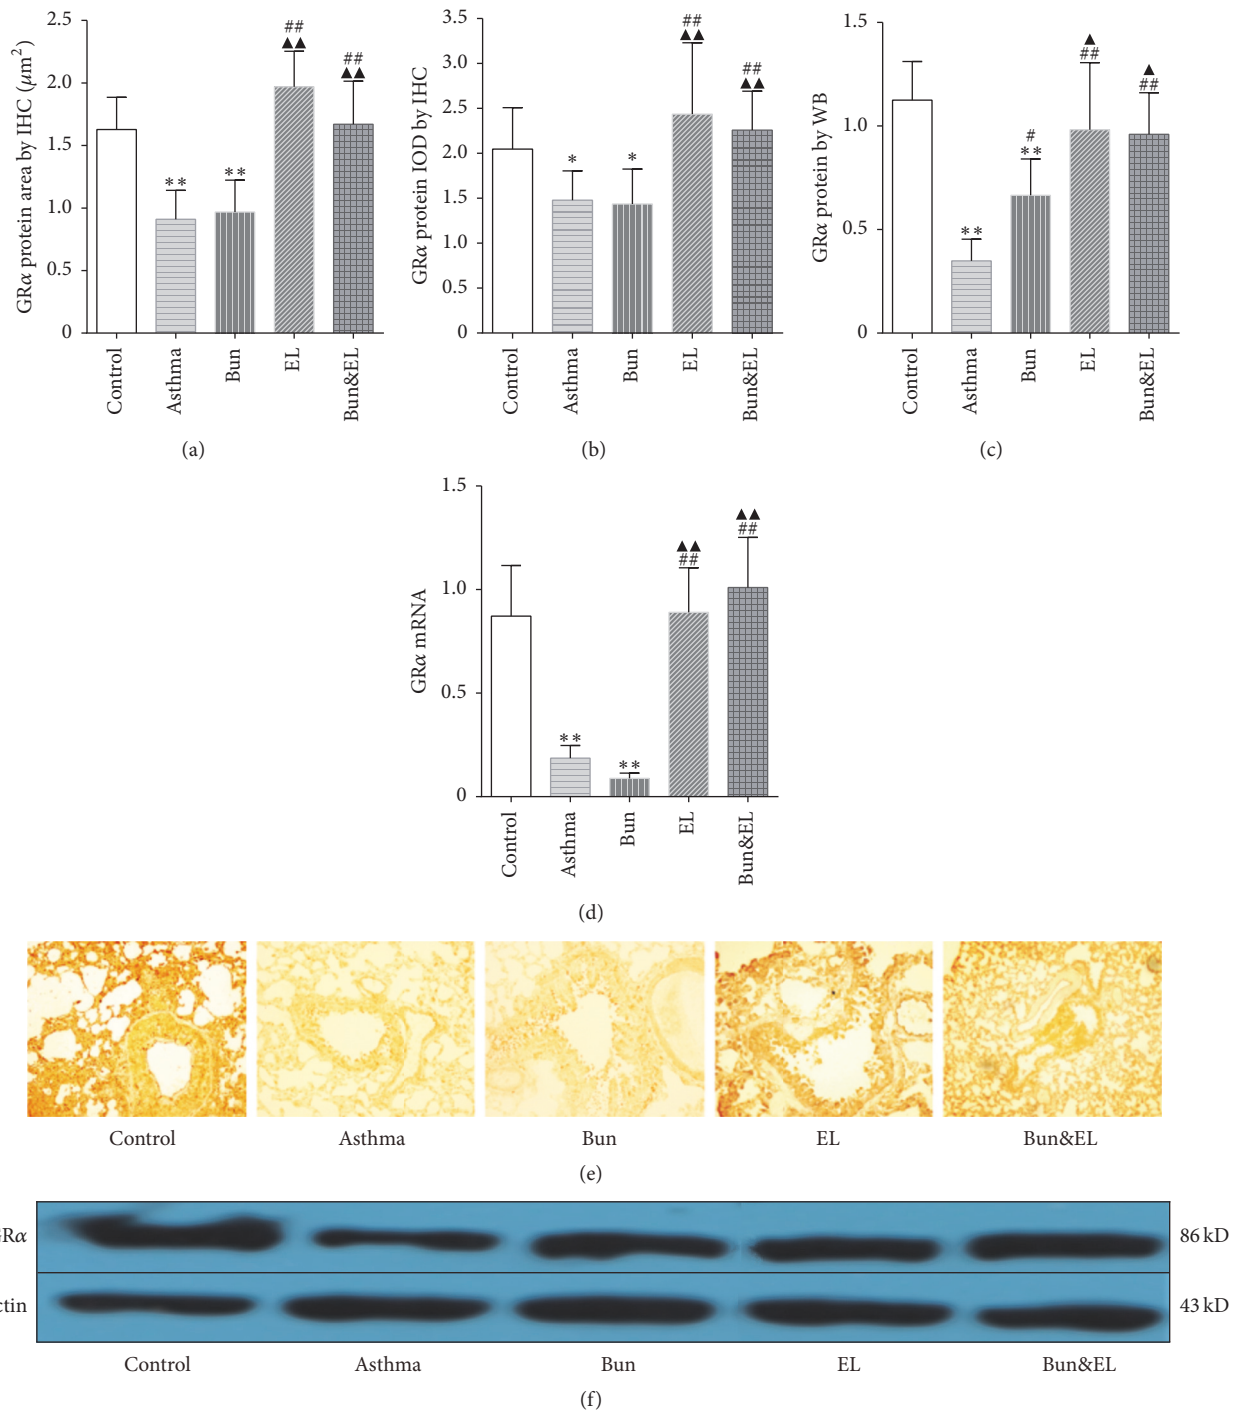 GRα protein area by IHC (μm²)
2.5
2.0
1.5
1.0
0.5
0
##
▲▲
##
▲▲
**
**
Control
Asthma
Bun
EL
Bun&EL
(a)
GRα protein IOD by IHC
3.5
3.0
2.5
2.0
1.5
1.0
0.5
0
##
▲▲
##
▲▲
*
*
Control
Asthma
Bun
EL
Bun&EL
(b)
GRα protein by WB
1.5
1.0
0.5
0
▲
##
▲
##
#
**
**
Control
Asthma
Bun
EL
Bun&EL
(c)
GRα mRNA
1.5
1.0
0.5
0
▲▲
##
▲▲
##
**
**
Control
Asthma
Bun
EL
Bun&EL
(d)
Control Asthma Bun EL Bun&EL
(e)
GRα 86 kD
ctin 43 kD
Control Asthma Bun EL Bun&EL
(f)